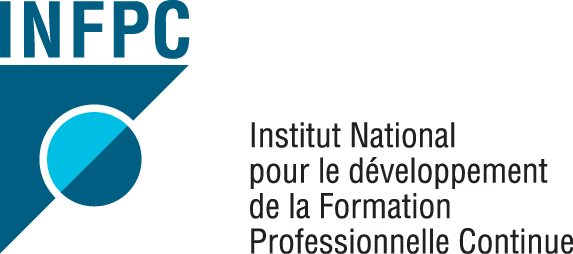 INFPC
Institut National
pour le développement
de la Formation
Professionnelle Continue